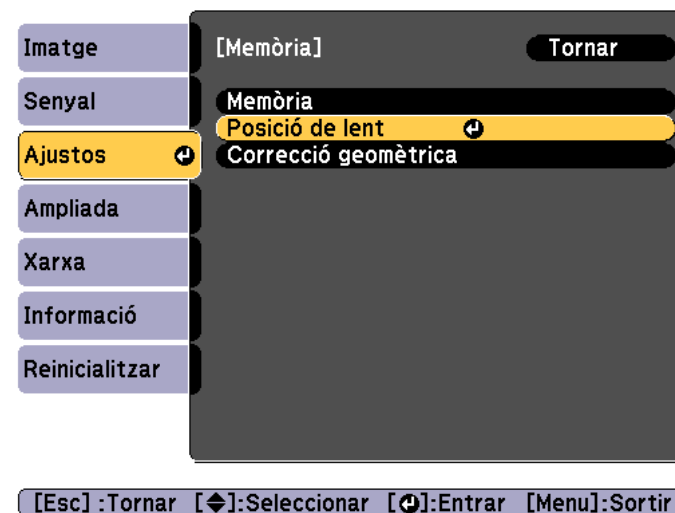 Imatge
Senyal
Ajustos
Ampliada
Xarxa
Informació
Reinicialitzar
[Memòria] Tornar
Memòria
Posició de lent
Correcció geomètrica
[Esc] :Tornar [◆]:Seleccionar [⏎]:Entrar [Menu]:Sortir